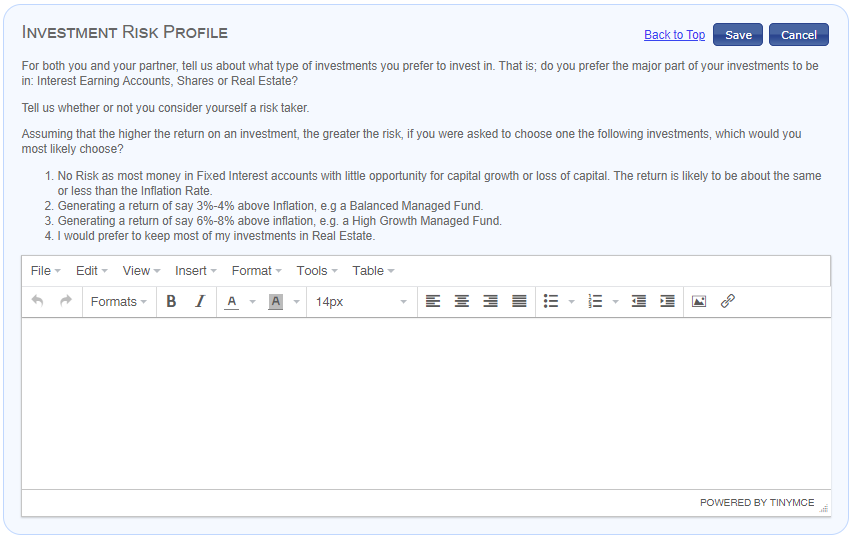 Investment Risk Profile
Back to Top Save Cancel
For both you and your partner, tell us about what type of investments you prefer to invest in. That is; do you prefer the major part of your investments to be
in: Interest Earning Accounts, Shares or Real Estate?
Tell us whether or not you consider yourself a risk taker.
Assuming that the higher the return on an investment, the greater the risk, if you were asked to choose one the following investments, which would you
most likely choose?
1. No Risk as most money in Fixed Interest accounts with little opportunity for capital growth or loss of capital. The return is likely to be about the same
or less than the Inflation Rate.
2. Generating a return of say 3%-4% above Inflation, e.g a Balanced Managed Fund.
3. Generating a return of say 6%-8% above inflation, e.g. a High Growth Managed Fund.
4. I would prefer to keep most of my investments in Real Estate.
File Edit View Insert Format Tools Table
Formats B I A A 14px
POWERED BY TINYMCE